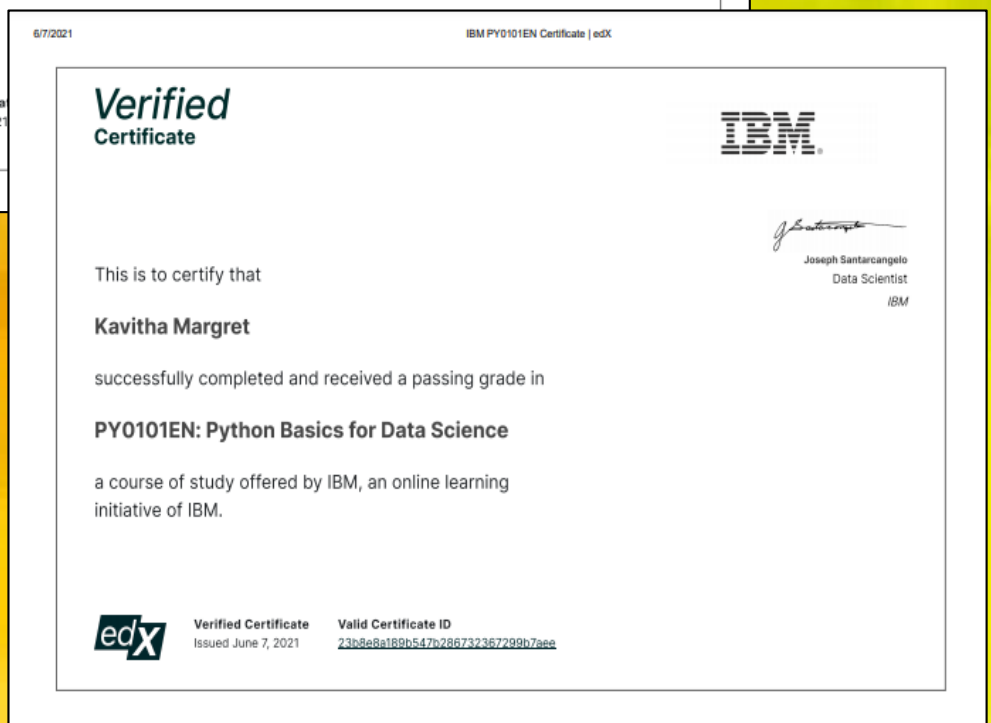 6/7/2021 IBM PY0101EN Certificate | edX
Verified
Certificate
IBM
Joseph Santarcangelo
Data Scientist
IBM
This is to certify that
Kavitha Margret
successfully completed and received a passing grade in
PY0101EN: Python Basics for Data Science
a course of study offered by IBM, an online learning
initiative of IBM.
edX
Verified Certificate Valid Certificate ID
Issued June 7, 2021 23b8e8a189b547b286732367299b7aee